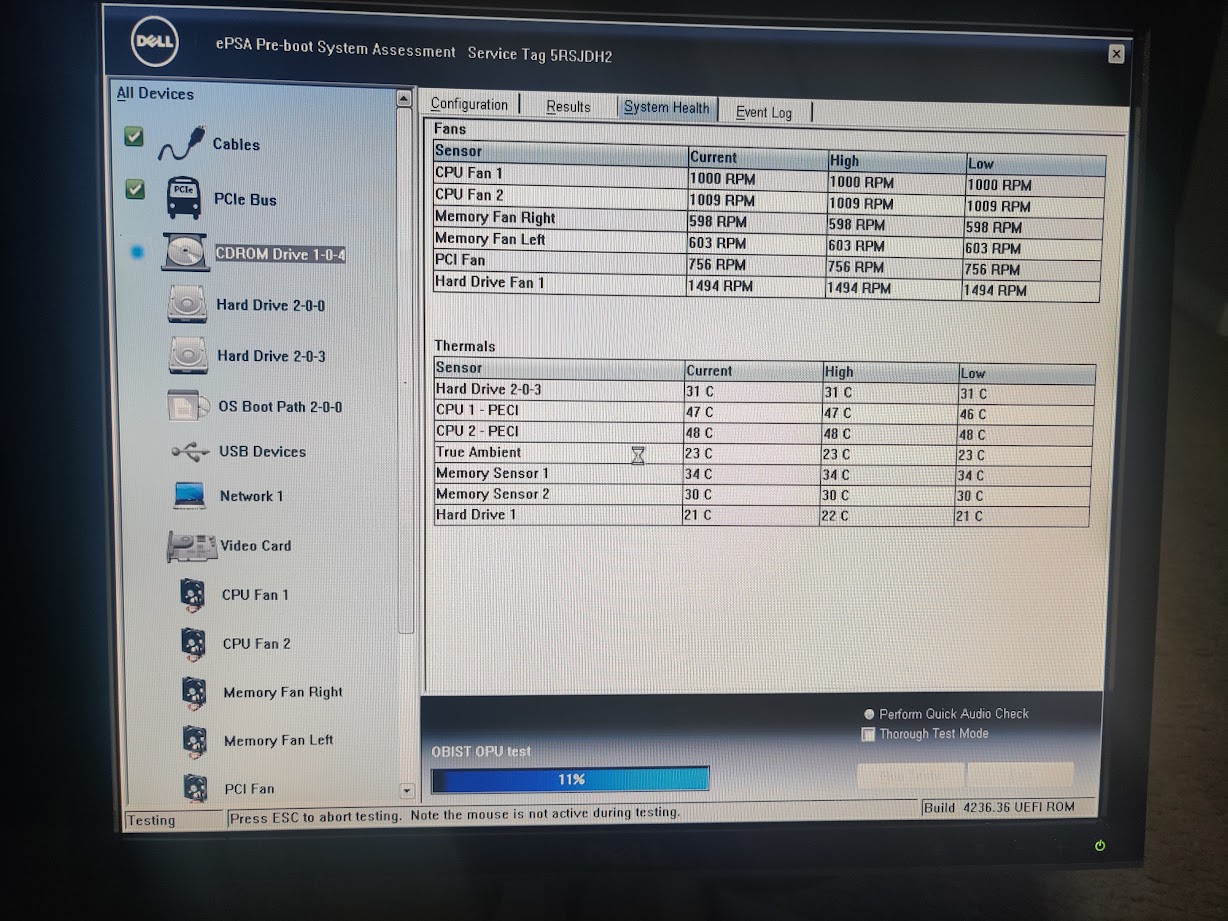 DELL
ePSA Pre-boot System Assessment Service Tag 5RSJDH2
All Devices
Cables
PCIe
PCIe Bus
CDROM Drive 1-0-4
Hard Drive 2-0-0
Hard Drive 2-0-3
OS Boot Path 2-0-0
USB Devices
Network 1
Video Card
CPU Fan 1
CPU Fan 2
Memory Fan Right
Memory Fan Left
PCI Fan
Configuration Results System Health Event Log
Fans
Sensor Current High Low
CPU Fan 1 1000 RPM 1000 RPM 1000 RPM
CPU Fan 2 1009 RPM 1009 RPM 1009 RPM
Memory Fan Right 598 RPM 598 RPM 598 RPM
Memory Fan Left 603 RPM 603 RPM 603 RPM
PCI Fan 756 RPM 756 RPM 756 RPM
Hard Drive Fan 1 1494 RPM 1494 RPM 1494 RPM
Thermals
Sensor Current High Low
Hard Drive 2-0-3 31 C 31 C 31 C
CPU 1 - PECI 47 C 47 C 46 C
CPU 2 - PECI 48 C 48 C 48 C
True Ambient 23 C 23 C 23 C
Memory Sensor 1 34 C 34 C 34 C
Memory Sensor 2 30 C 30 C 30 C
Hard Drive 1 21 C 22 C 21 C
Perform Quick Audio Check
Thorough Test Mode
OBIST OPU test
11%
Testing Press ESC to abort testing. Note the mouse is not active during testing. Build 4236.36 UEFI ROM